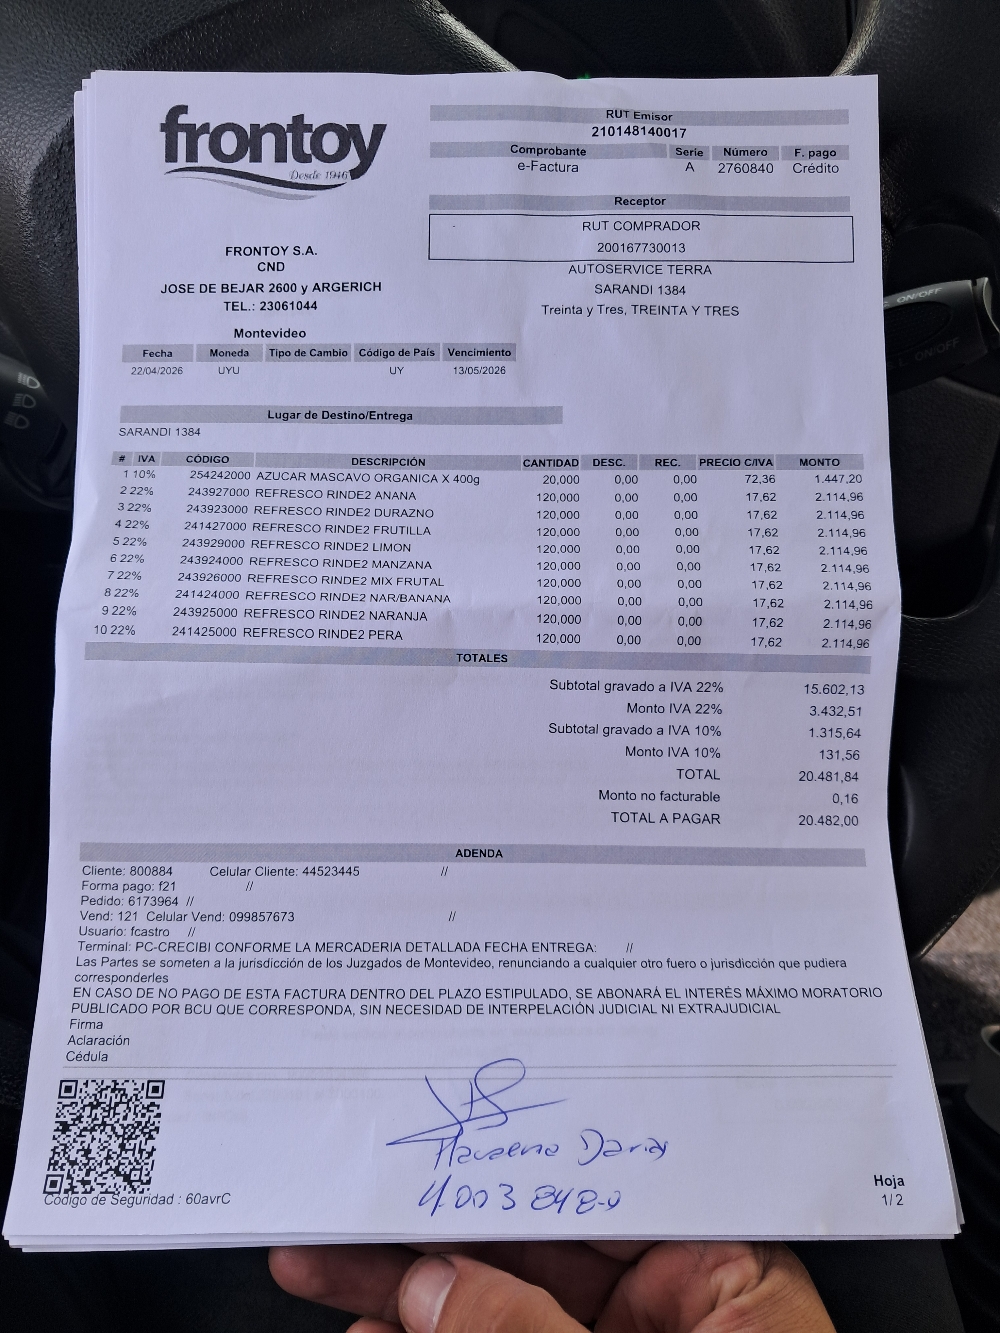 frontoy
Desde 1946
RUT Emisor
210148140017
Comprobante Serie Número F. pago
e-Factura A 2760840 Crédito
Receptor
RUT COMPRADOR
200167730013
AUTOSERVICE TERRA
SARANDI 1384
Treinta y Tres, TREINTA Y TRES
FRONTOY S.A.
CND
JOSE DE BEJAR 2600 y ARGERICH
TEL.: 23061044
Montevideo
Fecha Moneda Tipo de Cambio Código de País Vencimiento
22/04/2026 UYU UY 13/05/2026
Lugar de Destino/Entrega
SARANDI 1384
# IVA CÓDIGO DESCRIPCIÓN CANTIDAD DESC. REC. PRECIO C/IVA MONTO
1 10% 254242000 AZUCAR MASCAVO ORGANICA X 400g 20,000 0,00 0,00 72,36 1.447,20
2 22% 243927000 REFRESCO RINDE2 ANANA 120,000 0,00 0,00 17,62 2.114,96
3 22% 243923000 REFRESCO RINDE2 DURAZNO 120,000 0,00 0,00 17,62 2.114,96
4 22% 241427000 REFRESCO RINDE2 FRUTILLA 120,000 0,00 0,00 17,62 2.114,96
5 22% 243929000 REFRESCO RINDE2 LIMON 120,000 0,00 0,00 17,62 2.114,96
6 22% 243924000 REFRESCO RINDE2 MANZANA 120,000 0,00 0,00 17,62 2.114,96
7 22% 243926000 REFRESCO RINDE2 MIX FRUTAL 120,000 0,00 0,00 17,62 2.114,96
8 22% 241424000 REFRESCO RINDE2 NAR/BANANA 120,000 0,00 0,00 17,62 2.114,96
9 22% 243925000 REFRESCO RINDE2 NARANJA 120,000 0,00 0,00 17,62 2.114,96
10 22% 241425000 REFRESCO RINDE2 PERA 120,000 0,00 0,00 17,62 2.114,96
TOTALES
Subtotal gravado a IVA 22% 15.602,13
Monto IVA 22% 3.432,51
Subtotal gravado a IVA 10% 1.315,64
Monto IVA 10% 131,56
TOTAL 20.481,84
Monto no facturable 0,16
TOTAL A PAGAR 20.482,00
ADENDA
Cliente: 800884 Celular Cliente: 44523445 //
Forma pago: f21 //
Pedido: 6173964 //
Vend: 121 Celular Vend: 099857673 //
Usuario: fcastro //
Terminal: PC-CRECIBI CONFORME LA MERCADERIA DETALLADA FECHA ENTREGA: //
Las Partes se someten a la jurisdicción de los Juzgados de Montevideo, renunciando a cualquier otro fuero o jurisdicción que pudiera
corresponderles
EN CASO DE NO PAGO DE ESTA FACTURA DENTRO DEL PLAZO ESTIPULADO, SE ABONARÁ EL INTERÉS MÁXIMO MORATORIO
PUBLICADO POR BCU QUE CORRESPONDA, SIN NECESIDAD DE INTERPELACIÓN JUDICIAL NI EXTRAJUDICIAL
Firma
Aclaración
Cédula
Código de Seguridad : 60avrC
Hoja
1/ 2
ON/OFF
ON/OFF